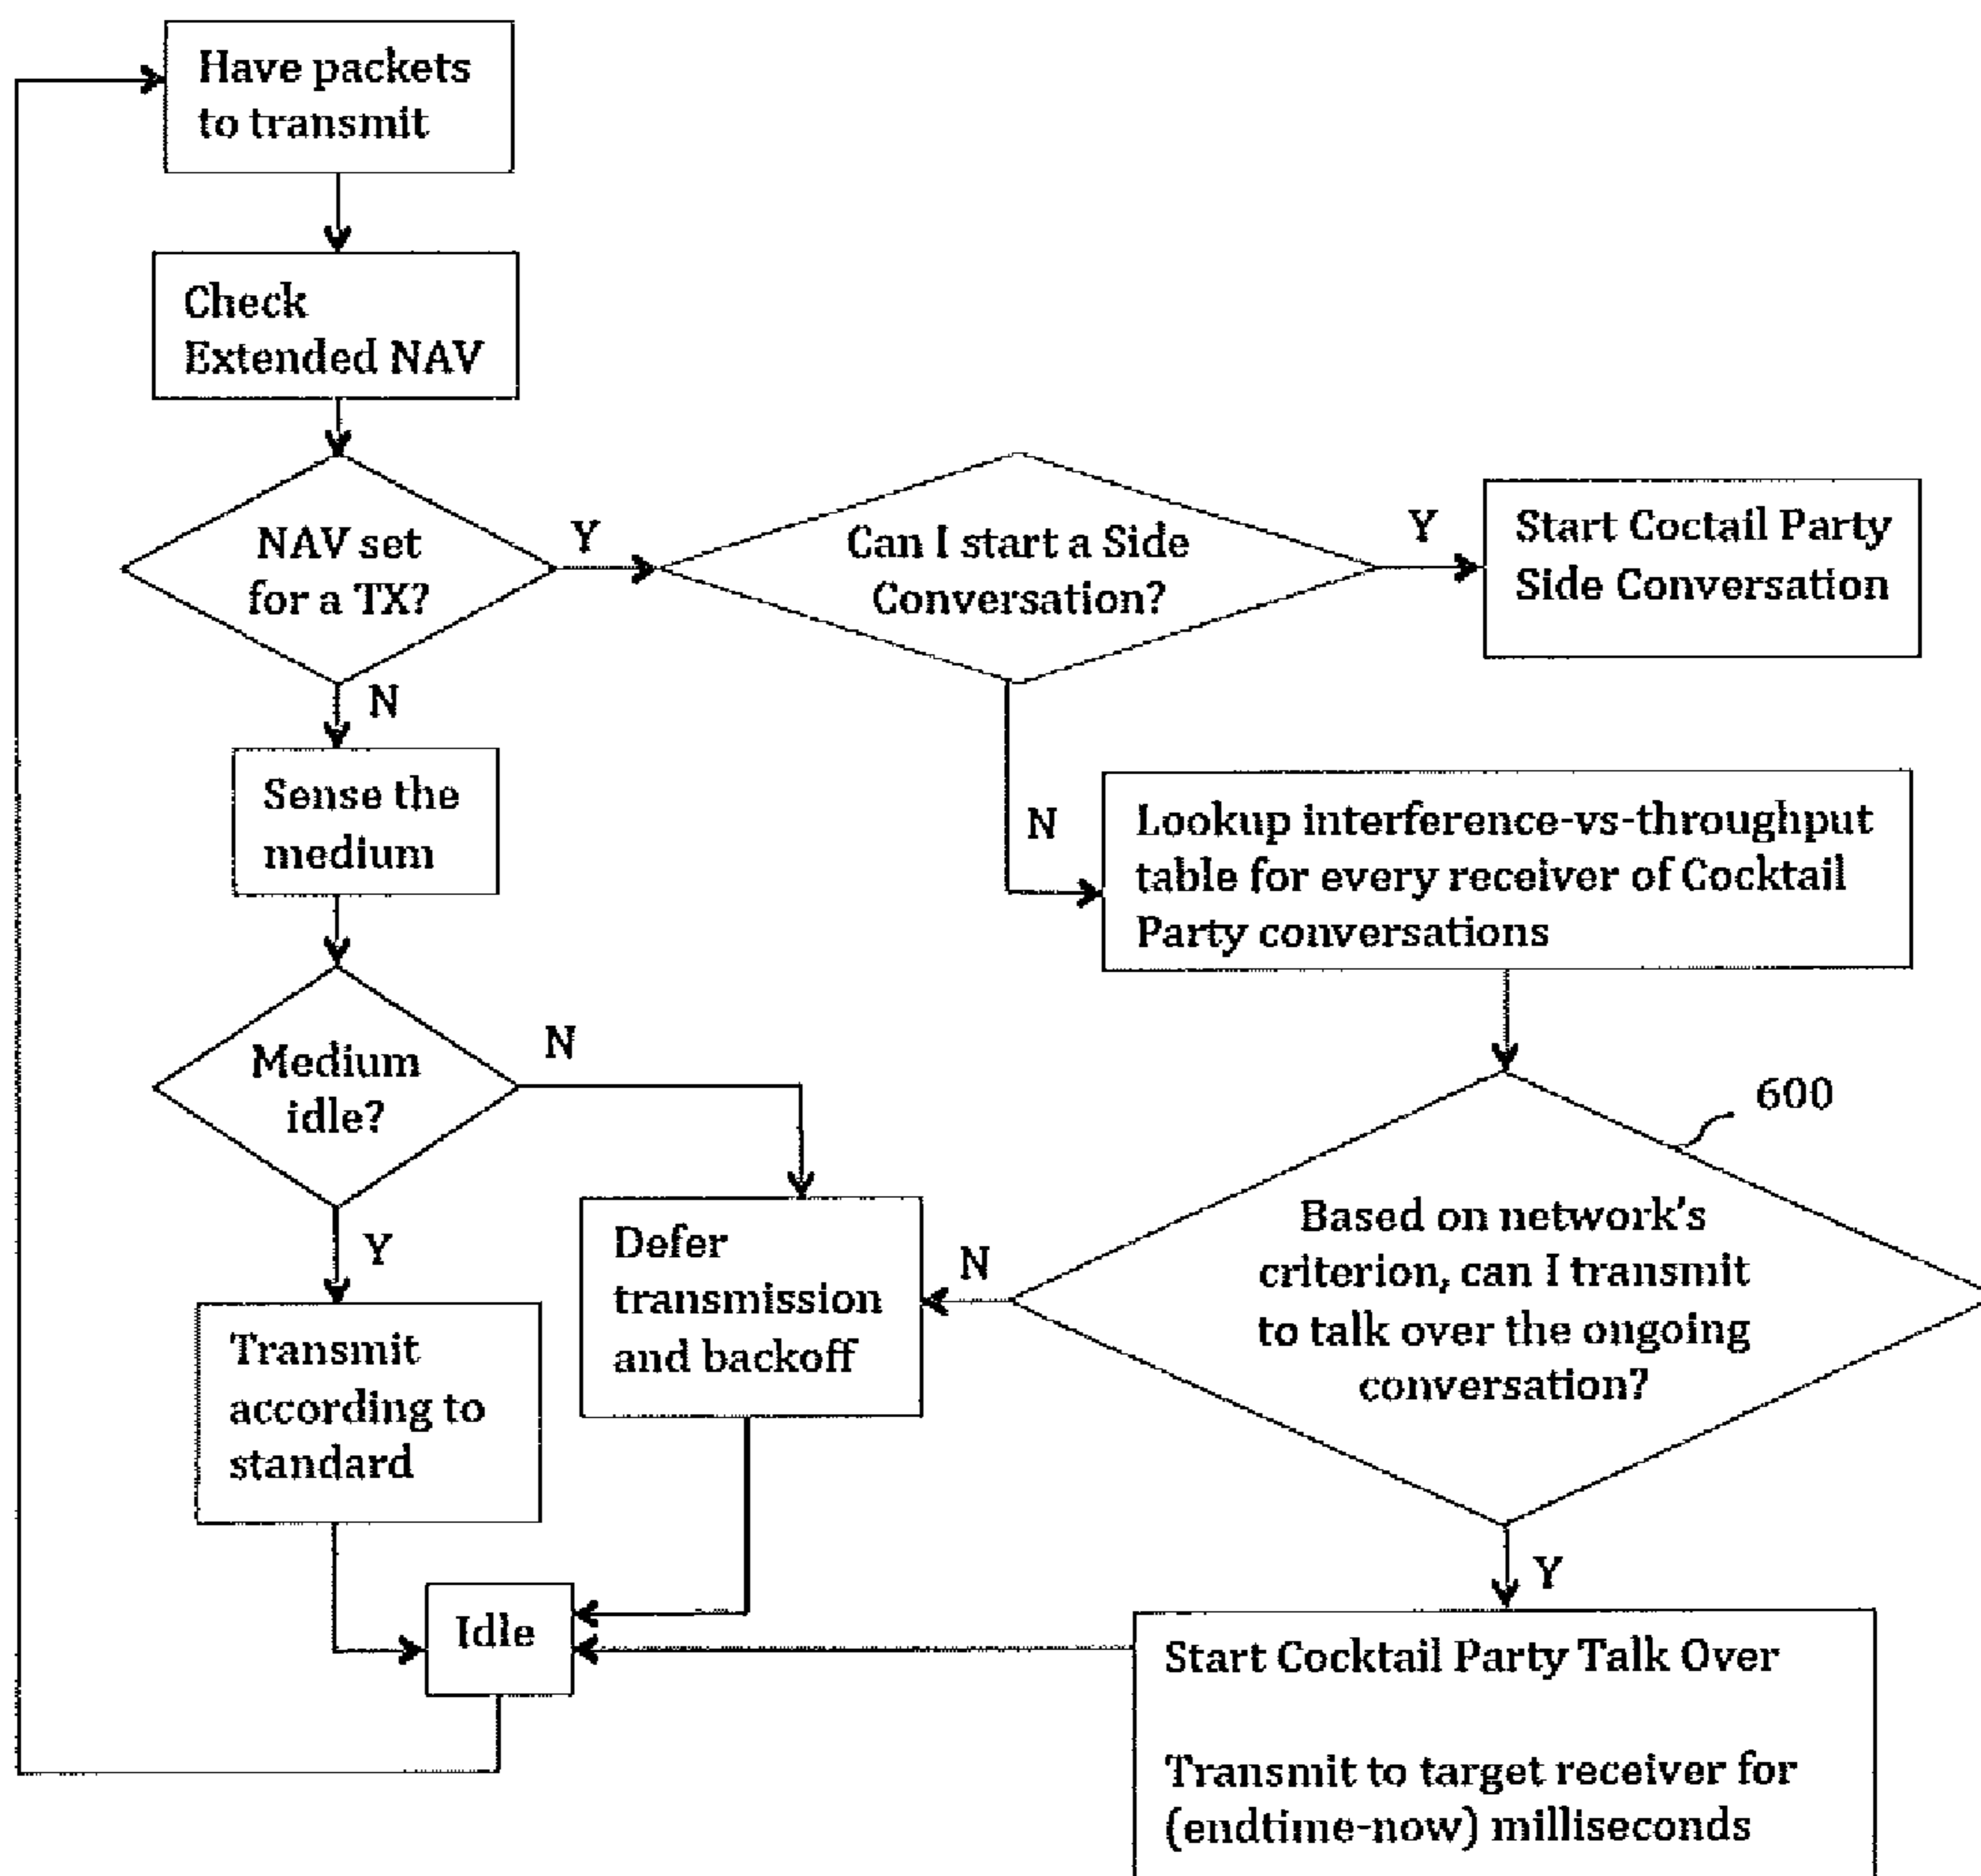 Have packets
to transmit
Check
Extended NAV
NAV set
for a TX?
Y
Can I start a Side
Conversation?
Y
Start Coctail Party
Side Conversation
N
Sense the
medium
N
Lookup interference-vs-throughput
table for every receiver of Cocktail
Party conversations
Medium
idle?
N
600
Based on network's
criterion, can I transmit
to talk over the ongoing
conversation?
N
Defer
transmission
and backoff
Y
Transmit
according to
standard
Y
Idle
Start Cocktail Party Talk Over
Transmit to target receiver for
(endtime-now) milliseconds